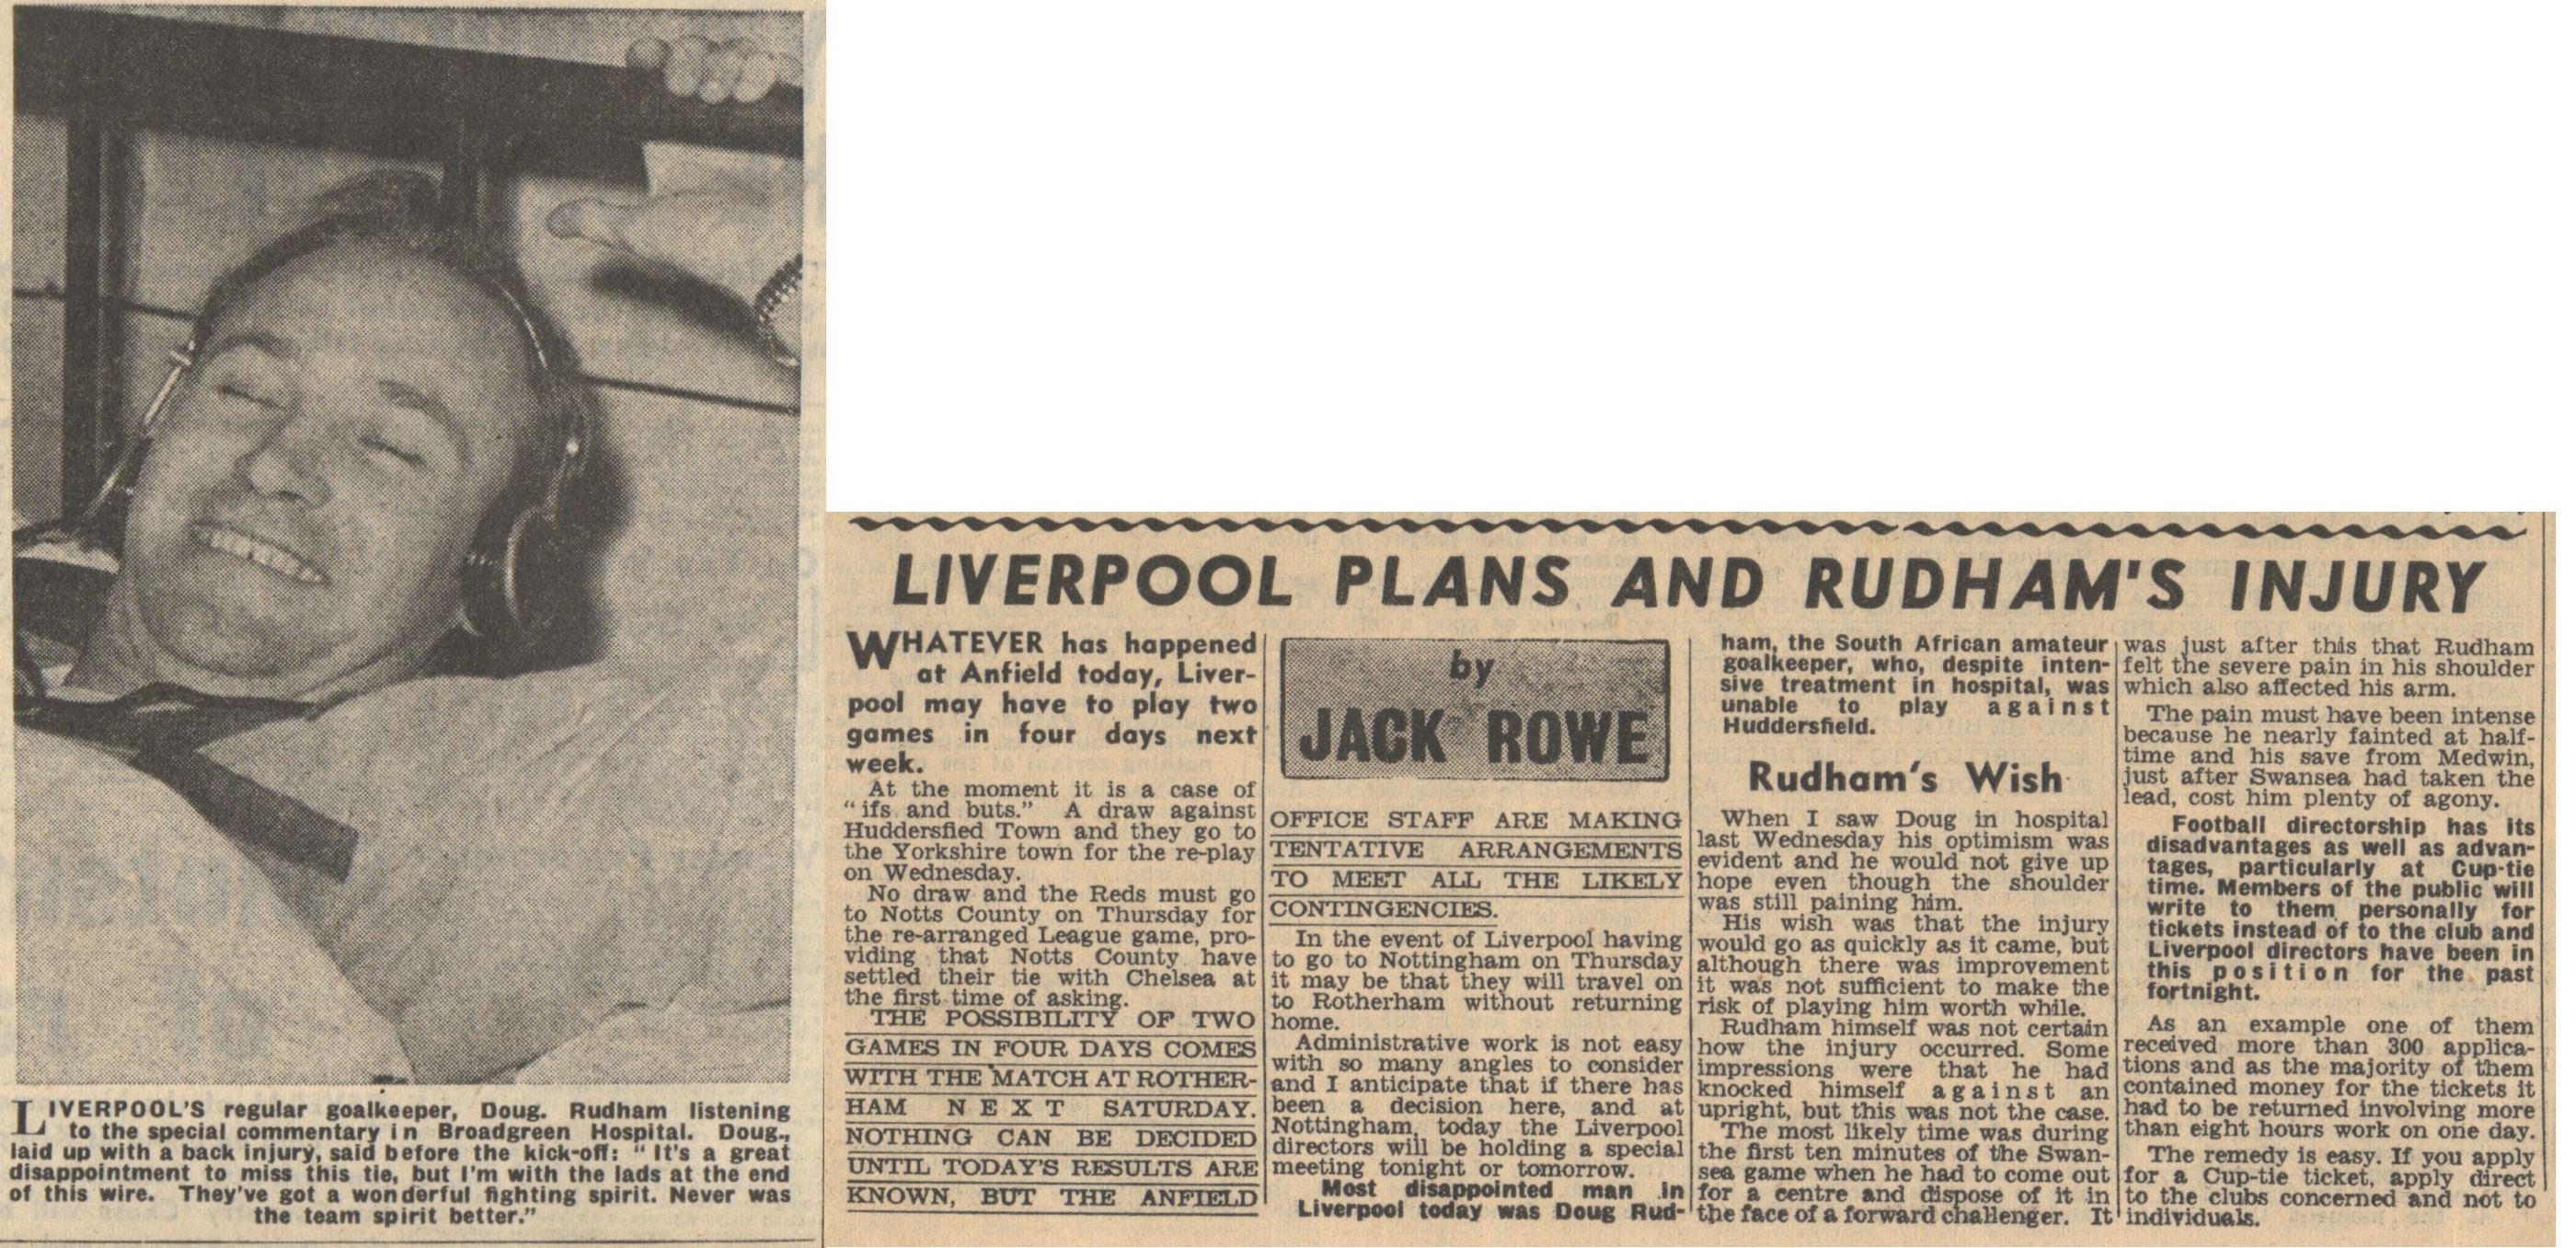 LIVERPOOL'S regular goalkeeper, Doug. Rudham listening
to the special commentary in Broadgreen Hospital. Doug.,
laid up with a back injury, said before the kick-off: "It's a great
disappointment to miss this tie, but I'm with the lads at the end
of this wire. They've got a wonderful fighting spirit. Never was
the team spirit better."
LIVERPOOL PLANS AND RUDHAM'S INJURY
WHATEVER has happened
at Anfield today, Liver-
pool may have to play two
games in four days next
week.
At the moment it is a case of
"ifs and buts." A draw against
Huddersfied Town and they go to
the Yorkshire town for the re-play
on Wednesday.
No draw and the Reds must go
to Notts County on Thursday for
the re-arranged League game, pro-
viding that Notts County have
settled their tie with Chelsea at
the first time of asking.
THE POSSIBILITY OF TWO
GAMES IN FOUR DAYS COMES
WITH THE MATCH AT ROTHER-
HAM NEXT SATURDAY.
NOTHING CAN BE DECIDED
UNTIL TODAY'S RESULTS ARE
KNOWN, BUT THE ANFIELD
by
JACK ROWE
OFFICE STAFF ARE MAKING
TENTATIVE ARRANGEMENTS
TO MEET ALL THE LIKELY
CONTINGENCIES.
In the event of Liverpool having
to go to Nottingham on Thursday
it may be that they will travel on
to Rotherham without returning
home.
Administrative work is not easy
with so many angles to consider
and I anticipate that if there has
been a decision here, and at
Nottingham, today the Liverpool
directors will be holding a special
meeting tonight or tomorrow.
Most disappointed man in
Liverpool today was Doug Rud-
ham, the South African amateur
goalkeeper, who, despite inten-
sive treatment in hospital, was
unable to play against
Huddersfield.
Rudham's Wish
When I saw Doug in hospital
last Wednesday his optimism was
evident and he would not give up
hope even though the shoulder
was still paining him.
His wish was that the injury
would go as quickly as it came, but
although there was improvement
it was not sufficient to make the
risk of playing him worth while.
Rudham himself was not certain
how the injury occurred. Some
impressions were that he had
knocked himself against an
upright, but this was not the case.
The most likely time was during
the first ten minutes of the Swan-
sea game when he had to come out
for a centre and dispose of it in
the face of a forward challenger. It
was just after this that Rudham
felt the severe pain in his shoulder
which also affected his arm.
The pain must have been intense
because he nearly fainted at half-
time and his save from Medwin,
just after Swansea had taken the
lead, cost him plenty of agony.
Football directorship has its
disadvantages as well as advan-
tages, particularly at Cup-tie
time. Members of the public will
write to them personally for
tickets instead of to the club and
Liverpool directors have been in
this position for the past
fortnight.
As an example one of them
received more than 300 applica-
tions and as the majority of them
contained money for the tickets it
had to be returned involving more
than eight hours work on one day.
The remedy is easy. If you apply
for a Cup-tie ticket, apply direct
to the clubs concerned and not to
individuals.